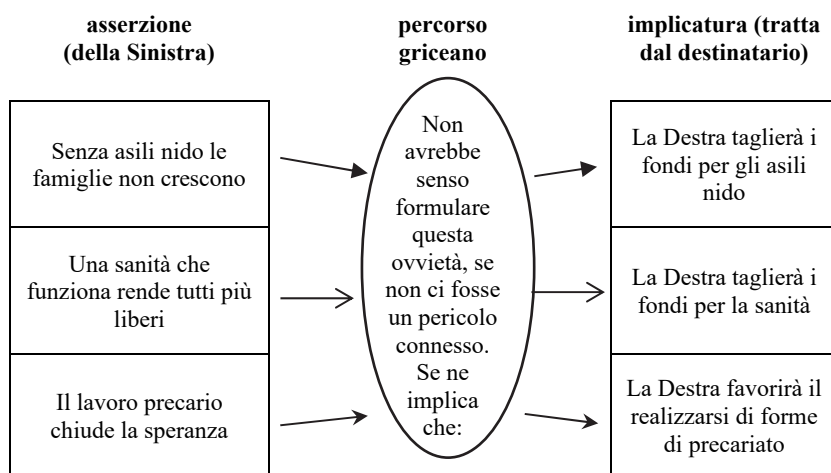 asserzione
(della Sinistra)
percorso
griceano
implicatura (tratta
dal destinatario)
Senza asili nido le
famiglie non crescono
Una sanità che
funziona rende tutti più
liberi
Il lavoro precario
chiude la speranza
Non
avrebbe
senso
formulare
questa
ovvietà, se
non ci fosse
un pericolo
connesso.
Se ne
implica
che:
La Destra taglierà i
fondi per gli asili
nido
La Destra taglierà i
fondi per la sanità
La Destra favorirà il
realizzarsi di forme
di precariato